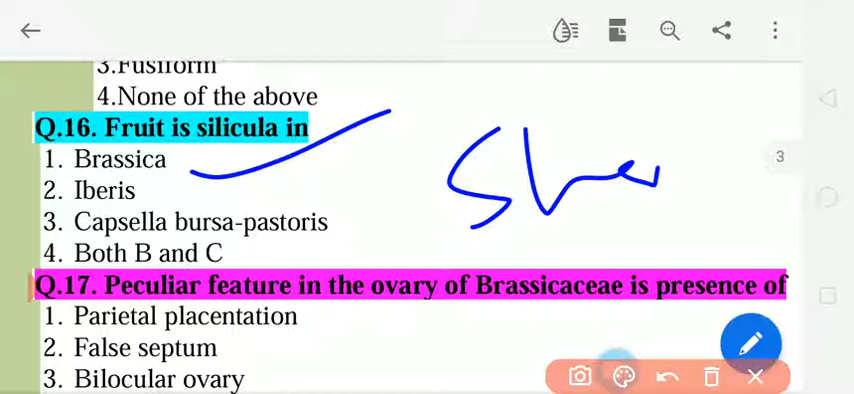 3.Fusiform
4.None of the above
Q.16. Fruit is silicula in
1. Brassica
2. Iberis
3. Capsella bursa-pastoris
4. Both B and C
3
Q.17. Peculiar feature in the ovary of Brassicaceae is presence of
1. Parietal placentation
2. False septum
3. Bilocular ovary